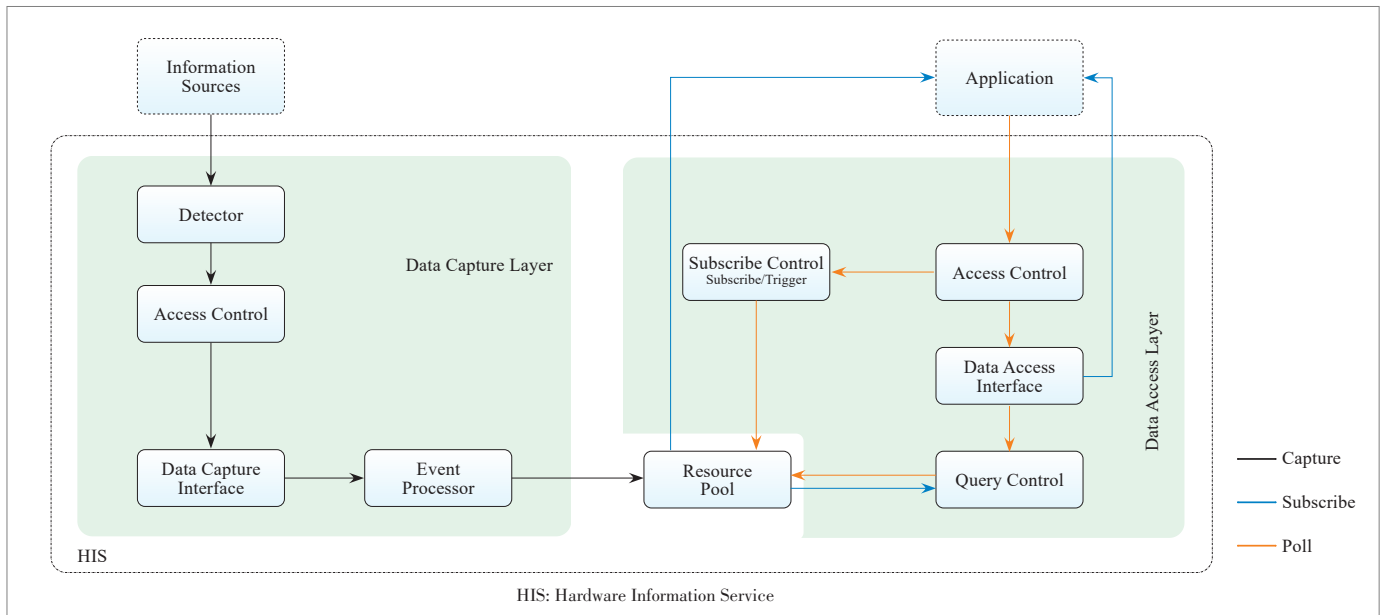 Information
Sources
Application
Detector
Data Capture Layer
Access Control
Subscribe Control
Subscribe/Trigger
Access Control
Data Access
Interface
Data Access Layer
Data Capture
Interface
Event
Processor
Resource
Pool
Query Control
Capture
Subscribe
Poll
HIS
HIS: Hardware Information Service